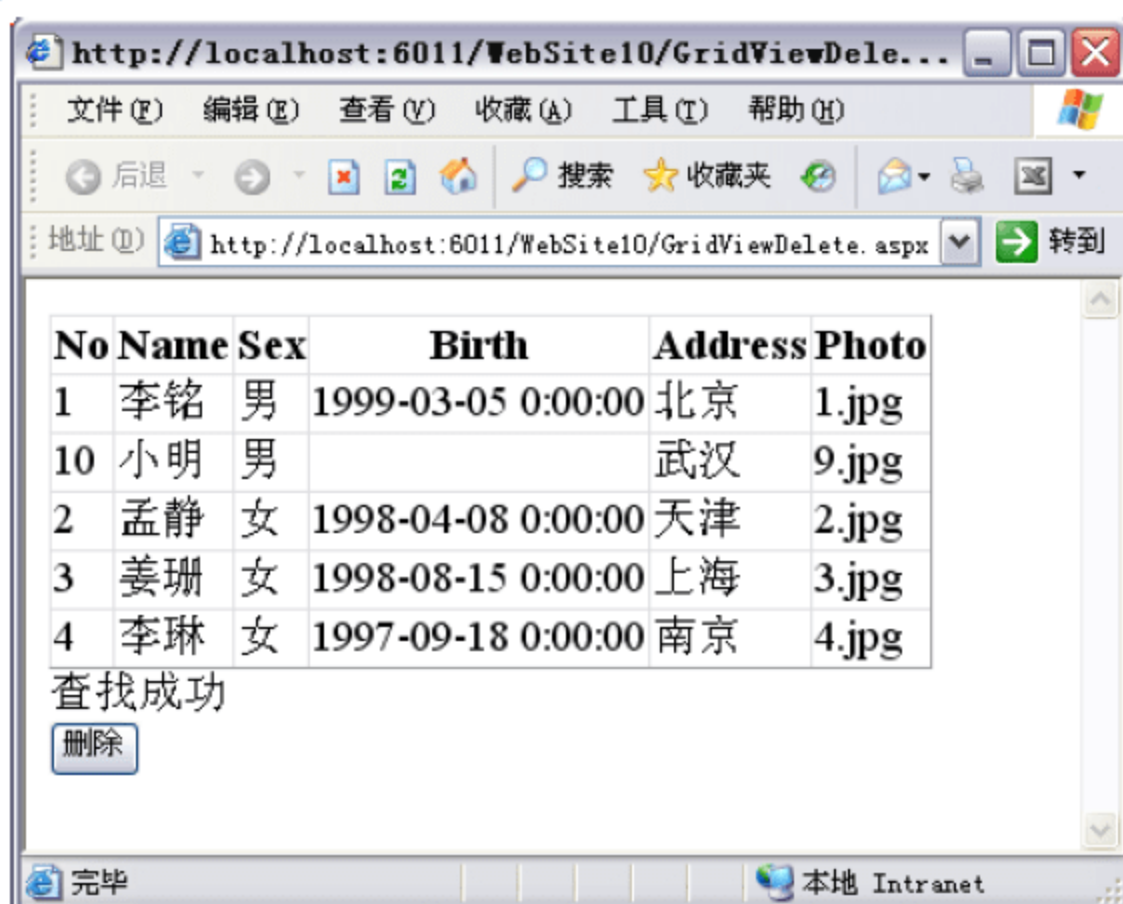 http://localhost:6011/WebSite10/GridViewDele...
文件(F) 编辑(E) 查看(V) 收藏(A) 工具(T) 帮助(H)
后退 搜索 收藏夹
地址(D) http://localhost:6011/WebSite10/GridViewDelete.aspx 转到
No Name Sex Birth Address Photo
1 李铭 男 1999-03-05 0:00:00 北京 1.jpg
10 小明 男 武汉 9.jpg
2 孟静 女 1998-04-08 0:00:00 天津 2.jpg
3 姜珊 女 1998-08-15 0:00:00 上海 3.jpg
4 李琳 女 1997-09-18 0:00:00 南京 4.jpg
查找成功
删除
完毕 本地 Intranet